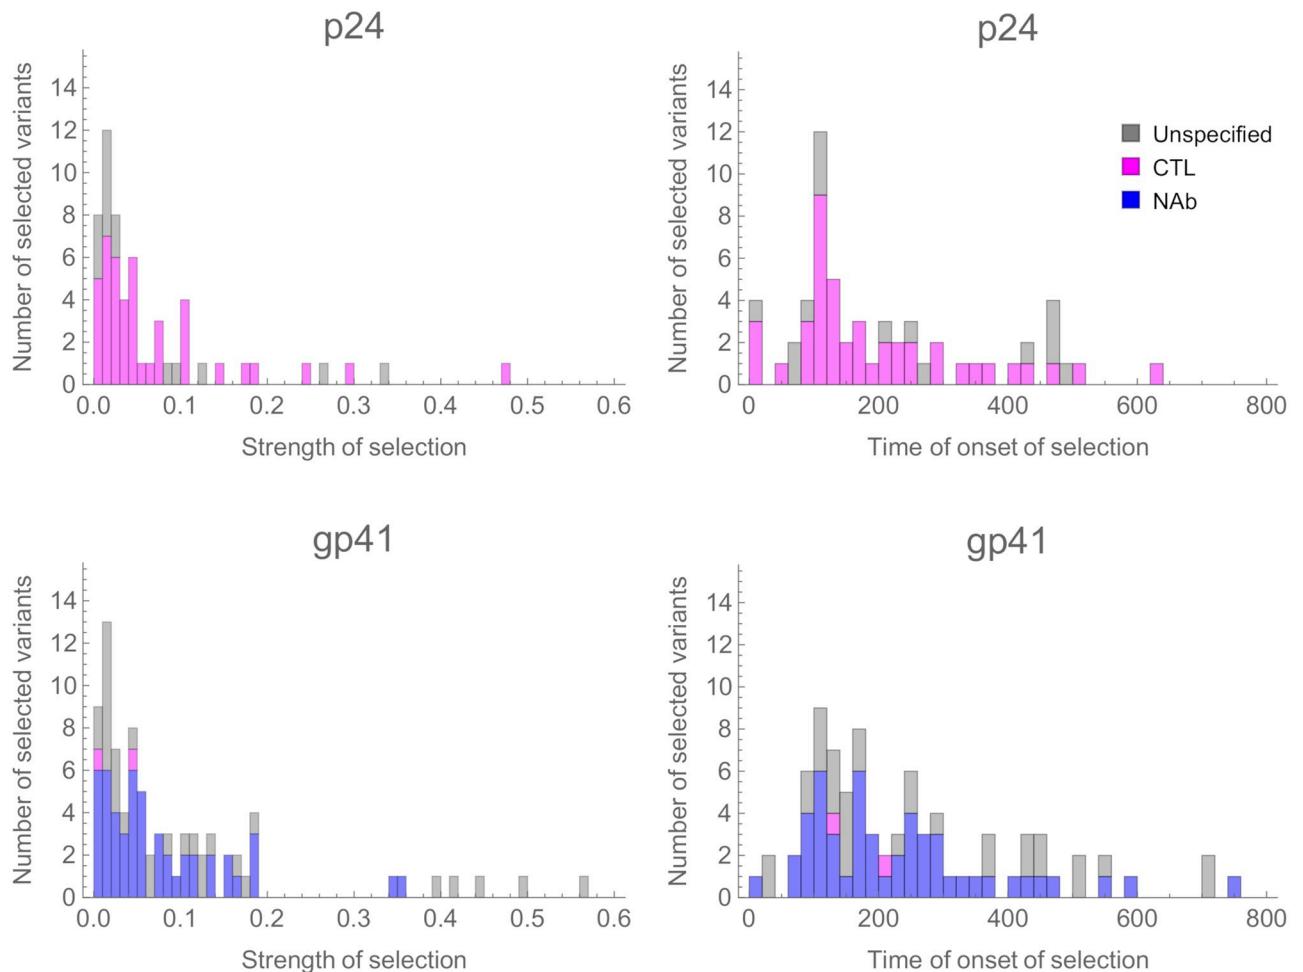 p24
Number of selected variants
14
12
10
8
6
4
2
0
0.0 0.1 0.2 0.3 0.4 0.5 0.6
Strength of selection
p24
Number of selected variants
14
12
10
8
6
4
2
0
0 200 400 600 800
Time of onset of selection
Unspecified
CTL
NAb
gp41
Number of selected variants
14
12
10
8
6
4
2
0
0.0 0.1 0.2 0.3 0.4 0.5 0.6
Strength of selection
gp41
Number of selected variants
14
12
10
8
6
4
2
0
0 200 400 600 800
Time of onset of selection